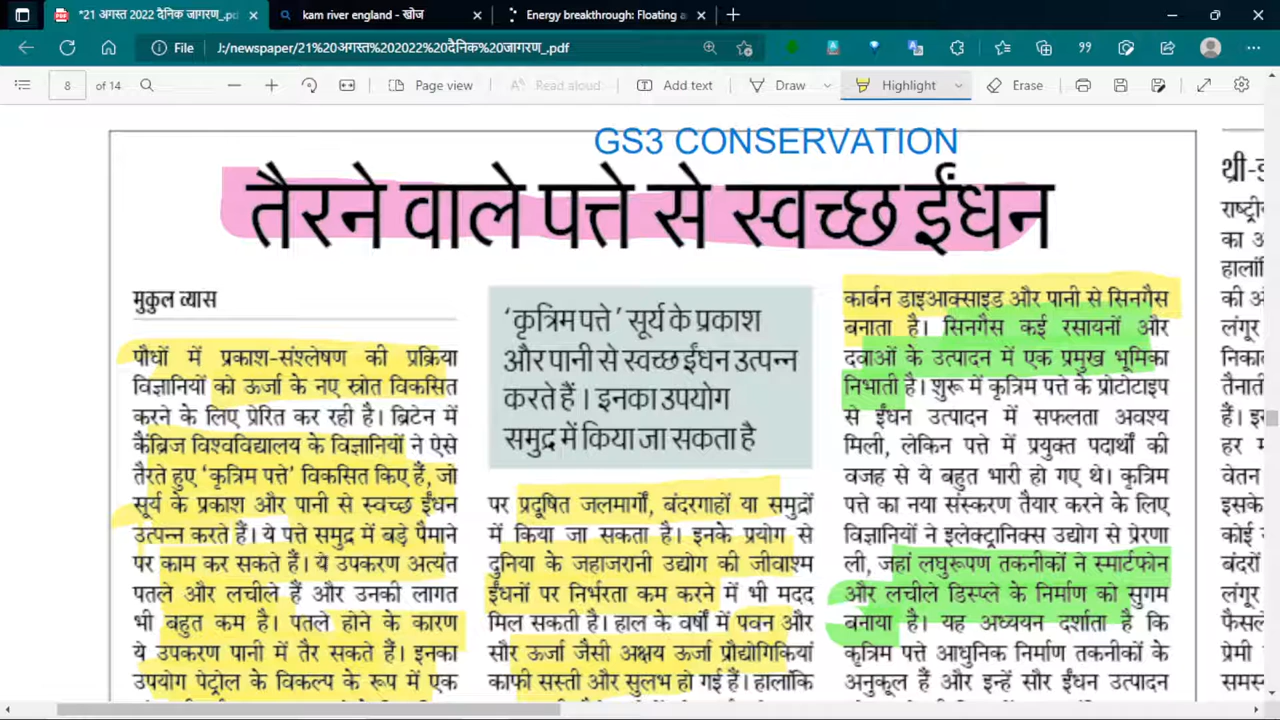 *21 अगस्त 2022 दैनिक जागरण_.pdf
kam river england - खोज
Energy breakthrough: Floating a
File
J:/newspaper/21%20अगस्त%202022%20दैनिक%20जागरण_.pdf
8 of 14
Page view
Read aloud
Add text
Draw
Highlight
Erase
GS3 CONSERVATION
तैरने वाले पत्ते से स्वच्छ ईंधन
मुकुल व्यास
पौधों में प्रकाश-संश्लेषण की प्रक्रिया
विज्ञानियों को ऊर्जा के नए स्रोत विकसित
करने के लिए प्रेरित कर रही है। ब्रिटेन में
कैंब्रिज विश्वविद्यालय के विज्ञानियों ने ऐसे
तैरते हुए ‘कृत्रिम पत्ते’ विकसित किए हैं, जो
सूर्य के प्रकाश और पानी से स्वच्छ ईंधन
उत्पन्न करते हैं। ये पत्ते समुद्र में बड़े पैमाने
पर काम कर सकते हैं। ये उपकरण अत्यंत
पतले और लचीले हैं और उनकी लागत
भी बहुत कम है। पतले होने के कारण
ये उपकरण पानी में तैर सकते हैं। इनका
उपयोग पेट्रोल के विकल्प के रूप में एक
‘कृत्रिम पत्ते’ सूर्य के प्रकाश
और पानी से स्वच्छ ईंधन उत्पन्न
करते हैं। इनका उपयोग
समुद्र में किया जा सकता है
पर प्रदूषित जलमार्गों, बंदरगाहों या समुद्रों
में किया जा सकता है। इनके प्रयोग से
दुनिया के जहाजरानी उद्योग की जीवाश्म
ईंधनों पर निर्भरता कम करने में भी मदद
मिल सकती है। हाल के वर्षों में पवन और
सौर ऊर्जा जैसी अक्षय ऊर्जा प्रौद्योगिकियां
काफी सस्ती और सुलभ हो गई हैं। हालांकि
कार्बन डाइआक्साइड और पानी से सिनगैस
बनाता है। सिनगैस कई रसायनों और
दवाओं के उत्पादन में एक प्रमुख भूमिका
निभाती है। शुरू में कृत्रिम पत्ते के प्रोटोटाइप
से ईंधन उत्पादन में सफलता अवश्य
मिली, लेकिन पत्ते में प्रयुक्त पदार्थों की
वजह से ये बहुत भारी हो गए थे। कृत्रिम
पत्ते का नया संस्करण तैयार करने के लिए
विज्ञानियों ने इलेक्ट्रानिक्स उद्योग से प्रेरणा
ली, जहां लघुरूपण तकनीकों ने स्मार्टफोन
और लचीले डिस्प्ले के निर्माण को सुगम
बनाया है। यह अध्ययन दर्शाता है कि
कृत्रिम पत्ते आधुनिक निर्माण तकनीकों के
अनुकूल हैं और इन्हें सौर ईंधन उत्पादन
थ्री-ड
राष्ट्री
का अ
हालां
की अ
लंगूर
निका
तैनात
हैं। इ
हर म
वेतन
इसके
कोई
बंदरों
लंगूर
फैसल
प्रेमी
समस